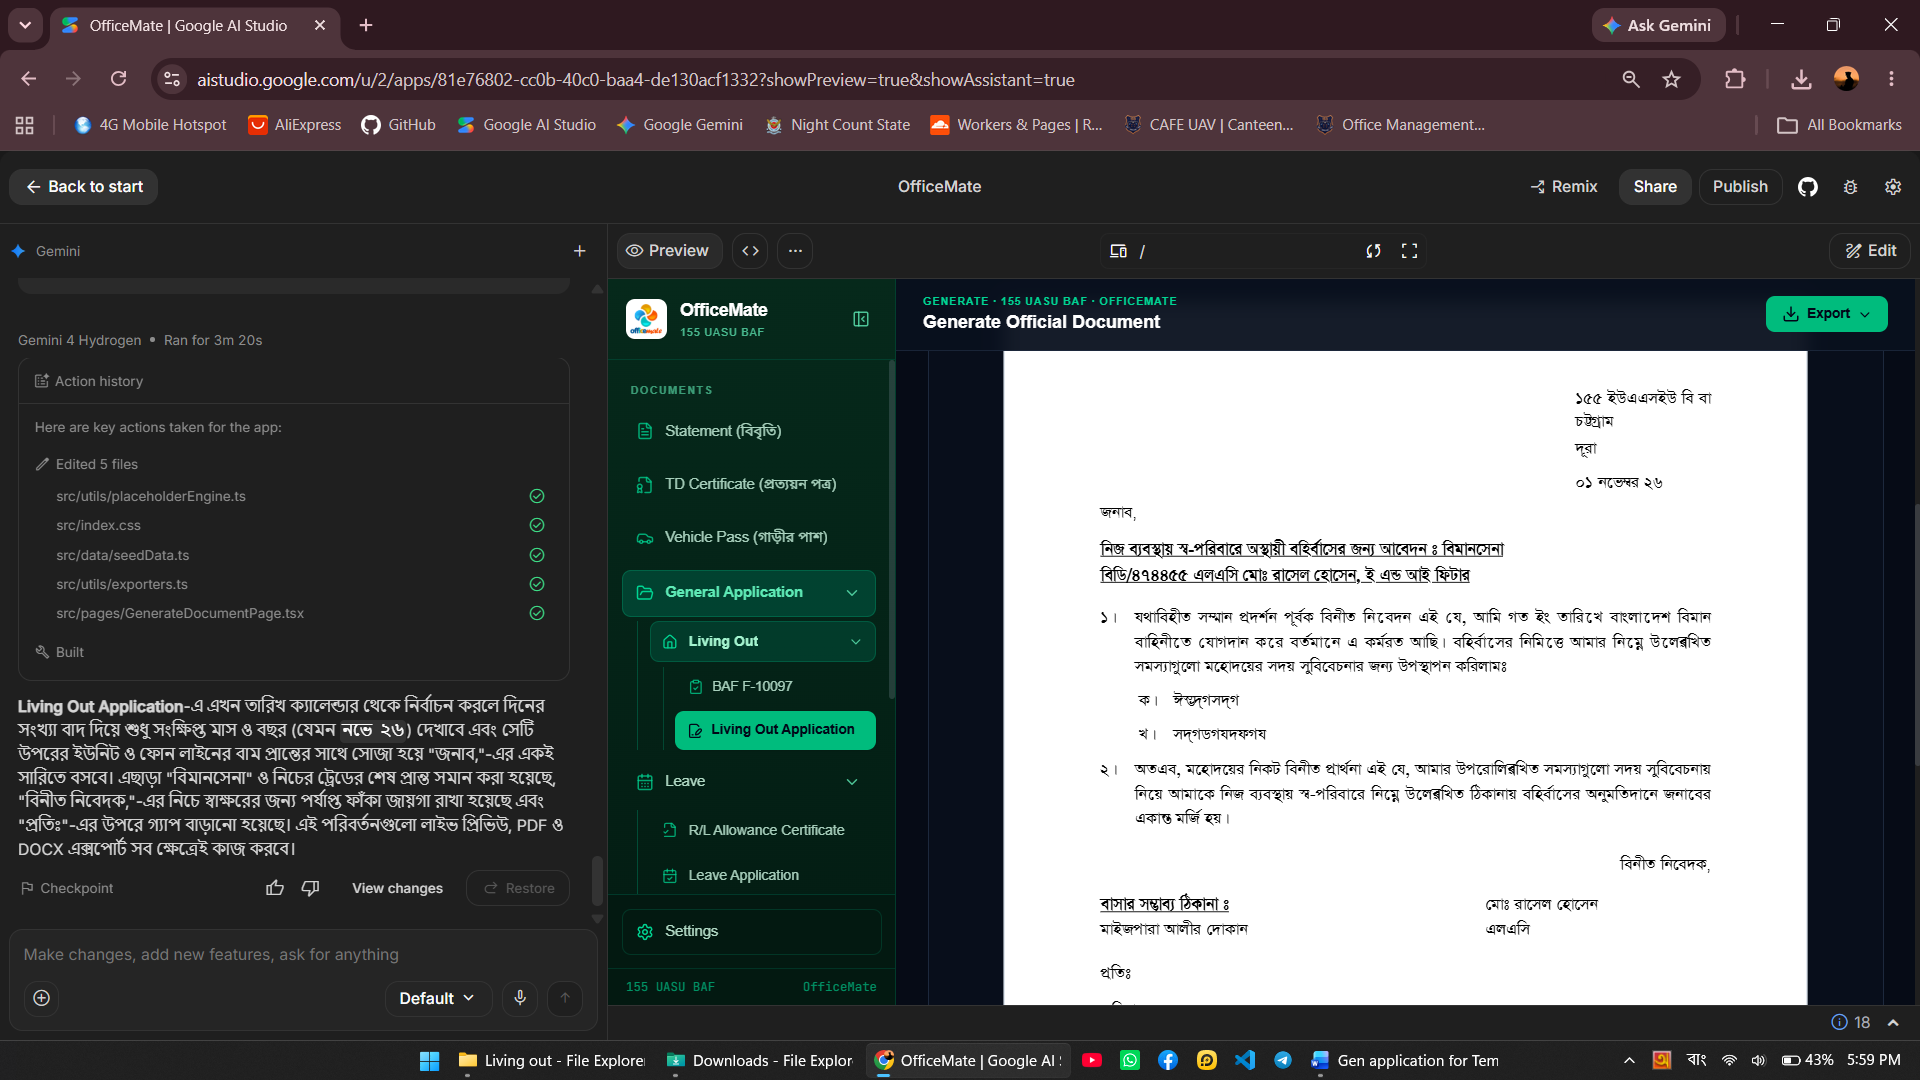 OfficeMate | Google AI Studio
Ask Gemini
aistudio.google.com/u/2/apps/81e76802-cc0b-40c0-baa4-de130acf1332?showPreview=true&showAssistant=true
4G Mobile Hotspot
AliExpress
GitHub
Google AI Studio
Google Gemini
Night Count State
Workers & Pages | R...
CAFE UAV | Canteen...
Office Management...
All Bookmarks
Back to start
OfficeMate
Remix
Share
Publish
Gemini
Preview
/
Edit
Gemini 4 Hydrogen • Ran for 3m 20s
Action history
Here are key actions taken for the app:
Edited 5 files
src/utils/placeholderEngine.ts
src/index.css
src/data/seedData.ts
src/utils/exporters.ts
src/pages/GenerateDocumentPage.tsx
Built
Living Out Application-এ এখন তারিখ ক্যালেন্ডার থেকে নির্বাচন করলে দিনের
সংখ্যা বাদ দিয়ে শুধু সংক্ষিপ্ত মাস ও বছর (যেমন নভে ২৬) দেখাবে এবং সেটি
উপরের ইউনিট ও ফোন লাইনের বাম প্রান্তের সাথে সোজা হয়ে "জনাব,"-এর একই
সারিতে বসবে। এছাড়া "বিমানসেনা" ও নিচের ট্রেডের শেষ প্রান্ত সমান করা হয়েছে,
"বিনীত নিবেদক,"-এর নিচে স্বাক্ষরের জন্য পর্যাপ্ত ফাঁকা জায়গা রাখা হয়েছে এবং
"প্রতিঃ"-এর উপরে গ্যাপ বাড়ানো হয়েছে। এই পরিবর্তনগুলো লাইভ প্রিভিউ, PDF ও
DOCX এক্সপোর্ট সব ক্ষেত্রেই কাজ করবে।
Checkpoint
View changes
Restore
Make changes, add new features, ask for anything
Default
OfficeMate
155 UASU BAF
DOCUMENTS
Statement (বিবৃতি)
TD Certificate (প্রত্যয়ন পত্র)
Vehicle Pass (গাড়ীর পাশ)
General Application
Living Out
BAF F-10097
Living Out Application
Leave
R/L Allowance Certificate
Leave Application
Settings
155 UASU BAF
OfficeMate
GENERATE · 155 UASU BAF · OFFICEMATE
Generate Official Document
Export
১৫৫ ইউএএসইউ বি বা
চট্টগ্রাম
দূরা
০১ নভেম্বর ২৬
জনাব,
নিজ ব্যবস্থায় স্ব-পরিবারে অস্থায়ী বহির্বাসের জন্য আবেদন ঃ বিমানসেনা
বিডি/৪৭৪৪৫৫ এলএসি মোঃ রাসেল হোসেন, ই এন্ড আই ফিটার
১। যথাবিহীত সম্মান প্রদর্শন পূর্বক বিনীত নিবেদন এই যে, আমি গত ইং তারিখে বাংলাদেশ বিমান
বাহিনীতে যোগদান করে বর্তমানে এ কর্মরত আছি। বহির্বাসের নিমিত্তে আমার নিম্নে
সমস্যাগুলো মহোদয়ের সদয় সুবিবেচনার জন্য উপস্থাপন করিলামঃ
ক।
খ। সদ্গডগযদফগয
২। অতএব, মহোদয়ের নিকট বিনীত প্রার্থনা এই যে, আমার সমস্যাগুলো সদয় সুবিবেচনায়
নিয়ে আমাকে নিজ ব্যবস্থায় স্ব-পরিবারে নিম্নে ঠিকানায় বহির্বাসের অনুমতিদানে জনাবের
একান্ত মর্জি হয়।
বিনীত নিবেদক,
বাসার সম্ভাব্য ঠিকানা ঃ
মাইজপারা আলীর দোকান
মোঃ রাসেল হোসেন
এলএসি
প্রতিঃ
18
Living out - File Explore
Downloads - File Explor
OfficeMate | Google AI
Gen application for Tem
বাং
43%
5:59 PM